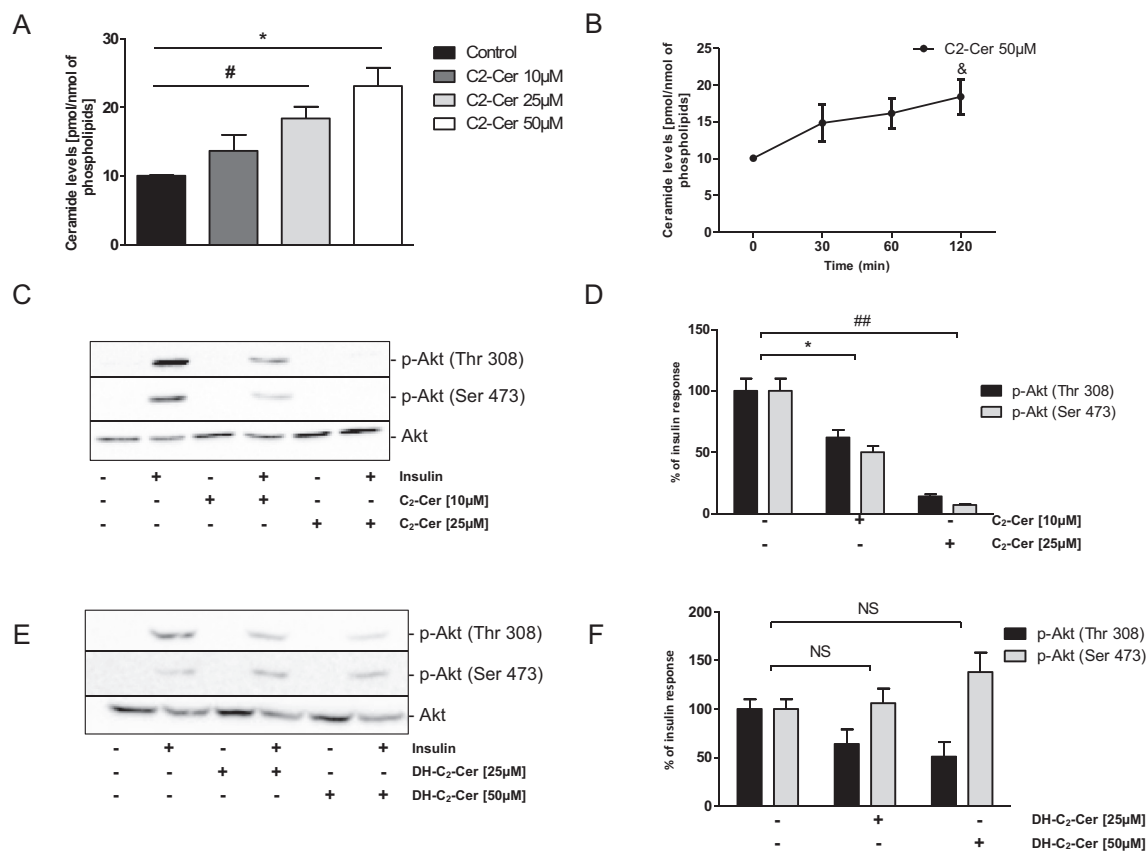 A
Ceramide levels [pmol/nmol of
phospholipids]
30
20
10
0
*
#
Control
C2-Cer 10µM
C2-Cer 25µM
C2-Cer 50µM
B
Ceramide levels [pmol/nmol of
phospholipids]
25
20
15
10
5
0
C2-Cer 50µM
&
0 30 60 120
Time (min)
C
p-Akt (Thr 308)
p-Akt (Ser 473)
Akt
- + - + - + Insulin
- - + + - - C₂-Cer [10µM]
- - - - + + C₂-Cer [25µM]
D
% of insulin response
150
100
50
0
##
*
p-Akt (Thr 308)
p-Akt (Ser 473)
- + - C₂-Cer [10µM]
- - + C₂-Cer [25µM]
E
p-Akt (Thr 308)
p-Akt (Ser 473)
Akt
- + - + - + Insulin
- - + + - - DH-C₂-Cer [25µM]
- - - - + + DH-C₂-Cer [50µM]
F
% of insulin response
200
150
100
50
0
NS
NS
p-Akt (Thr 308)
p-Akt (Ser 473)
- + - DH-C₂-Cer [25µM]
- - + DH-C₂-Cer [50µM]